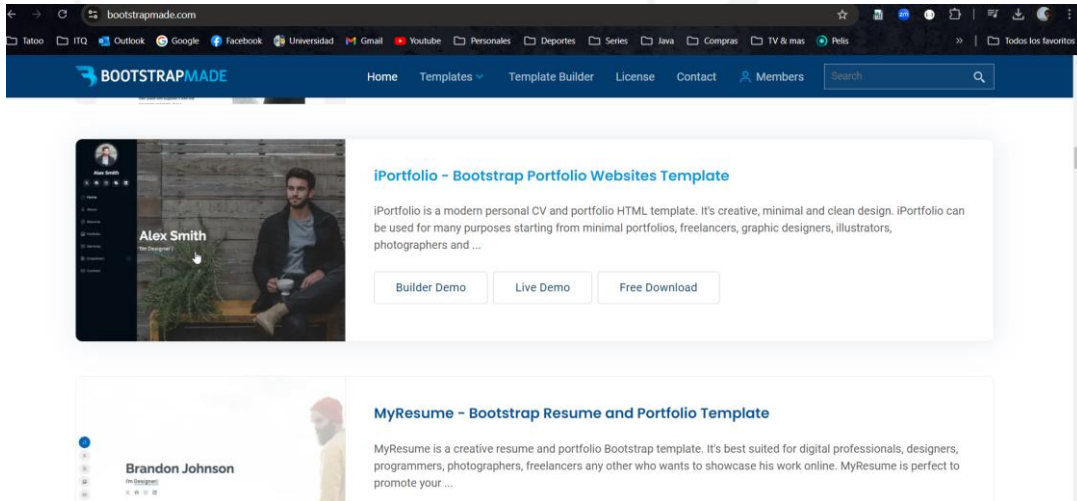 bootstrapmade.com
Tatoo ITQ Outlook Google Facebook Universidad Gmail Youtube Personales Deportes Series Java Compras TV & mas Pelis » Todos los favoritos
BOOTSTRAPMADE Home Templates Template Builder License Contact Members Search
Alex Smith
Home
iPortfolio - Bootstrap Portfolio Websites Template
iPortfolio is a modern personal CV and portfolio HTML template. It's creative, minimal and clean design. iPortfolio can
be used for many purposes starting from minimal portfolios, freelancers, graphic designers, illustrators,
photographers and ...
Alex Smith
I'm Designer
Builder Demo Live Demo Free Download
MyResume - Bootstrap Resume and Portfolio Template
MyResume is a creative resume and portfolio Bootstrap template. It's best suited for digital professionals, designers,
programmers, photographers, freelancers any other who wants to showcase his work online. MyResume is perfect to
promote your ...
Brandon Johnson
I'm Designer